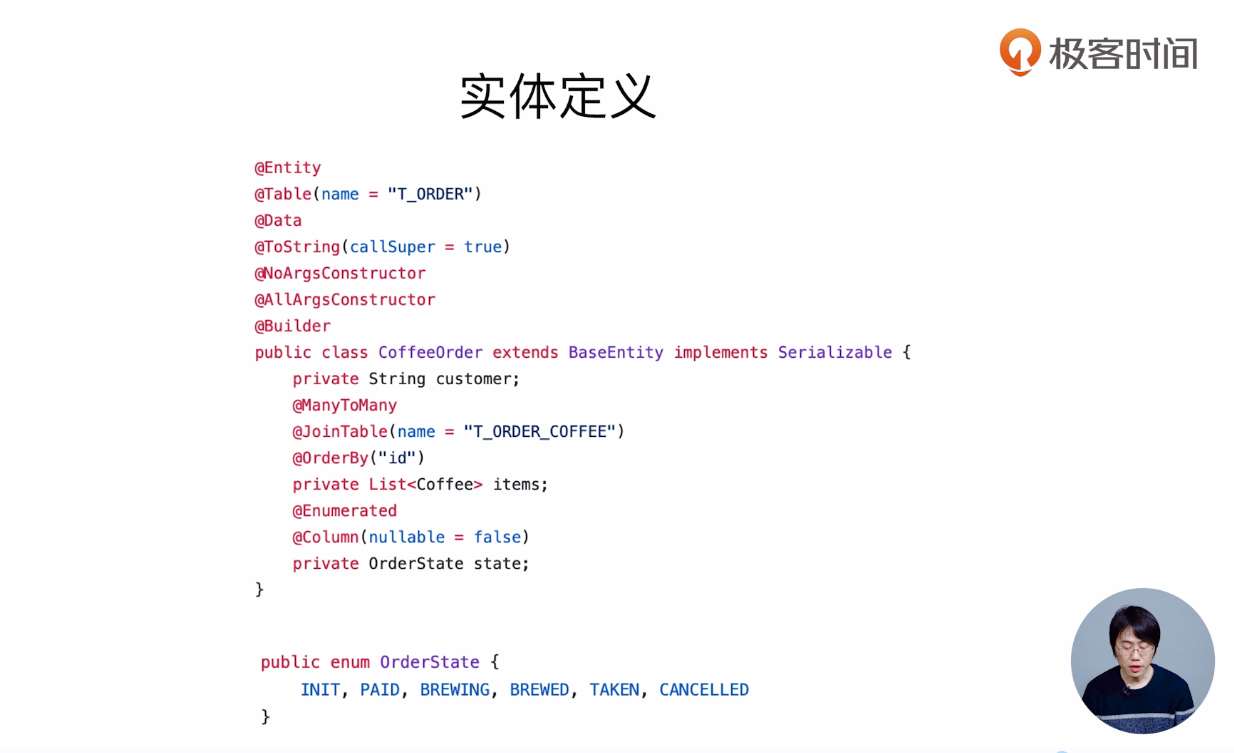 极客时间
实体定义
@Entity
@Table(name = "T_ORDER")
@Data
@ToString(callSuper = true)
@NoArgsConstructor
@AllArgsConstructor
@Builder
public class CoffeeOrder extends BaseEntity implements Serializable {
    private String customer;
    @ManyToMany
    @JoinTable(name = "T_ORDER_COFFEE")
    @OrderBy("id")
    private List<Coffee> items;
    @Enumerated
    @Column(nullable = false)
    private OrderState state;
}
public enum OrderState {
    INIT, PAID, BREWING, BREWED, TAKEN, CANCELLED
}